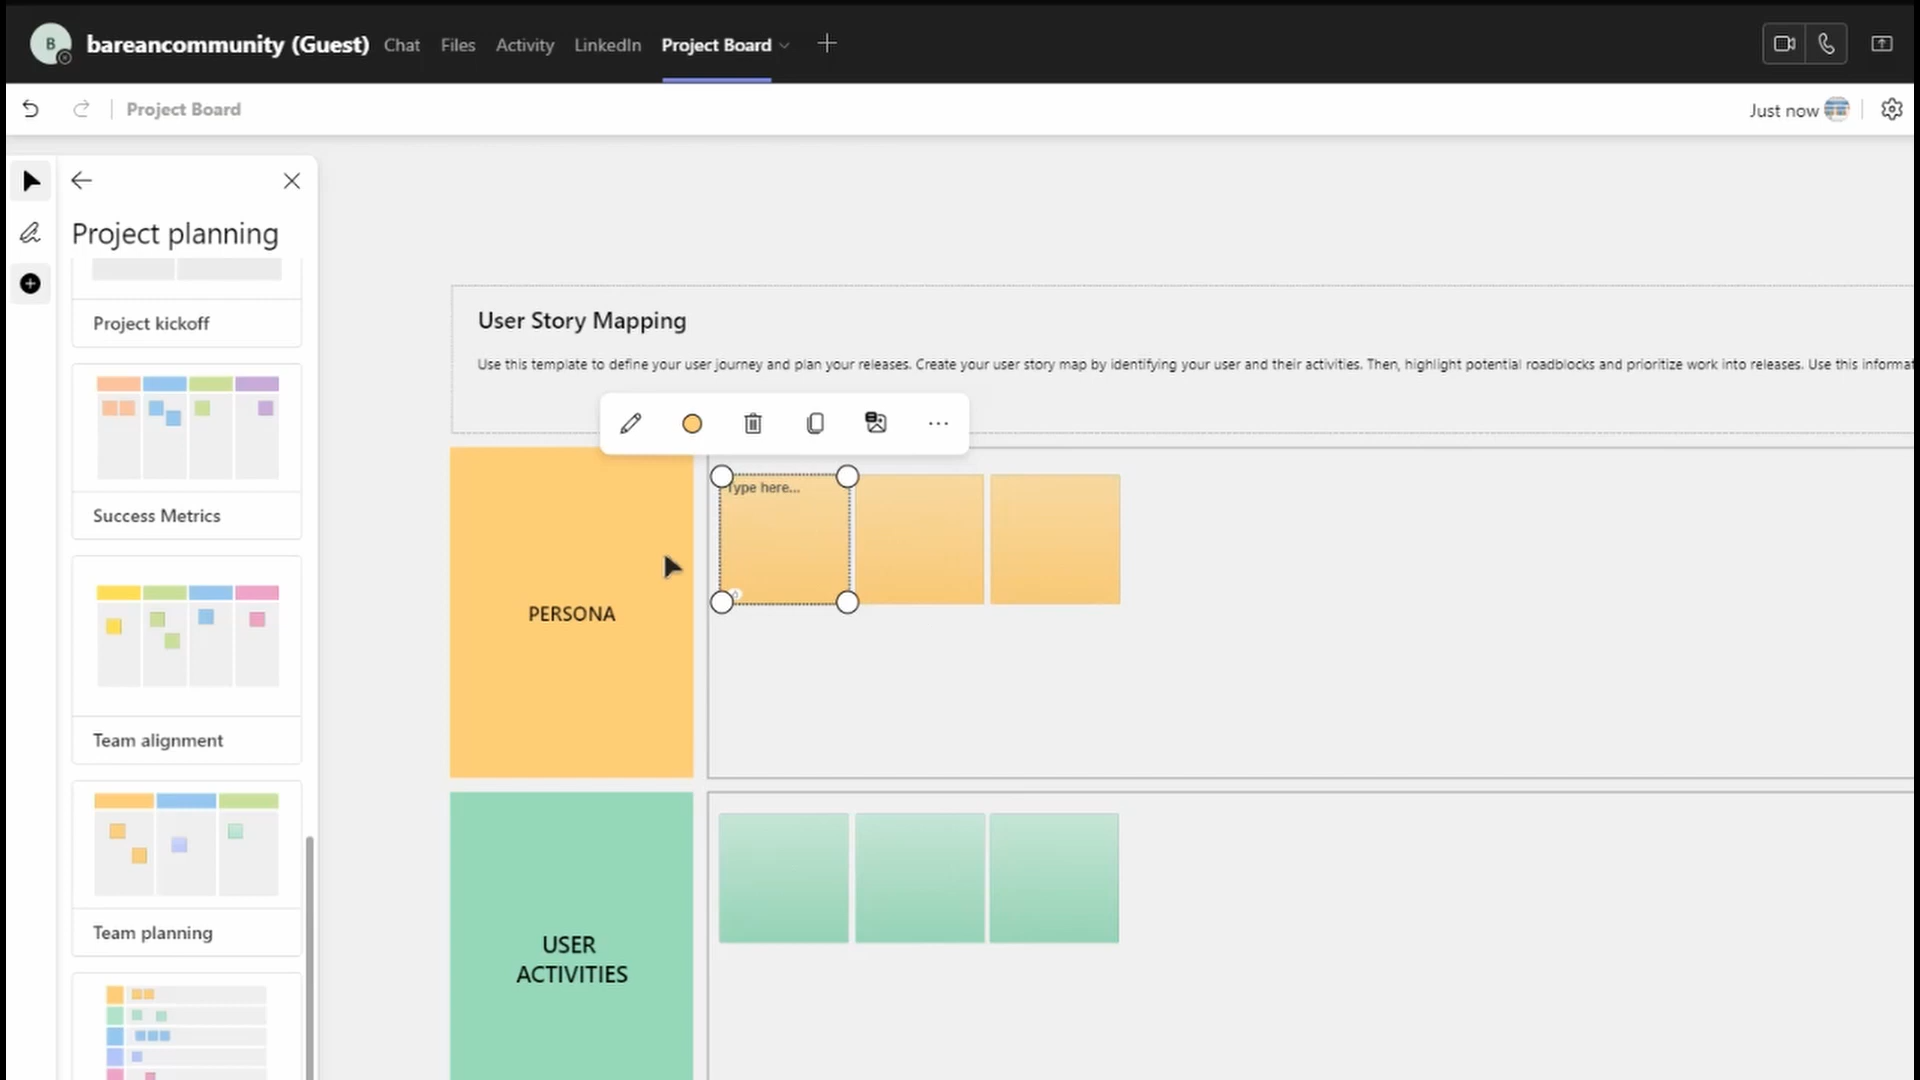 B bareancommunity (Guest) Chat Files Activity LinkedIn Project Board
Project Board
Just now
Project planning
Project kickoff
Success Metrics
Team alignment
Team planning
User Story Mapping
Use this template to define your user journey and plan your releases. Create your user story map by identifying your user and their activities. Then, highlight potential roadblocks and prioritize work into releases. Use this informat
Type here...
PERSONA
USER
ACTIVITIES